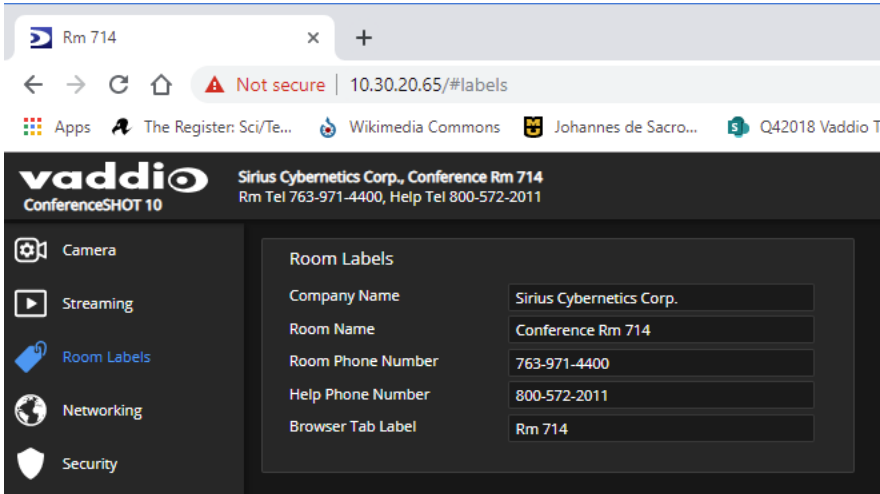 Rm 714
Not secure | 10.30.20.65/#labels
Apps The Register: Sci/Te... Wikimedia Commons Johannes de Sacro... Q42018 Vaddio T
vaddio
ConferenceSHOT 10
Sirius Cybernetics Corp., Conference Rm 714
Rm Tel 763-971-4400, Help Tel 800-572-2011
Camera
Streaming
Room Labels
Networking
Security
Room Labels
Company Name Sirius Cybernetics Corp.
Room Name Conference Rm 714
Room Phone Number 763-971-4400
Help Phone Number 800-572-2011
Browser Tab Label Rm 714